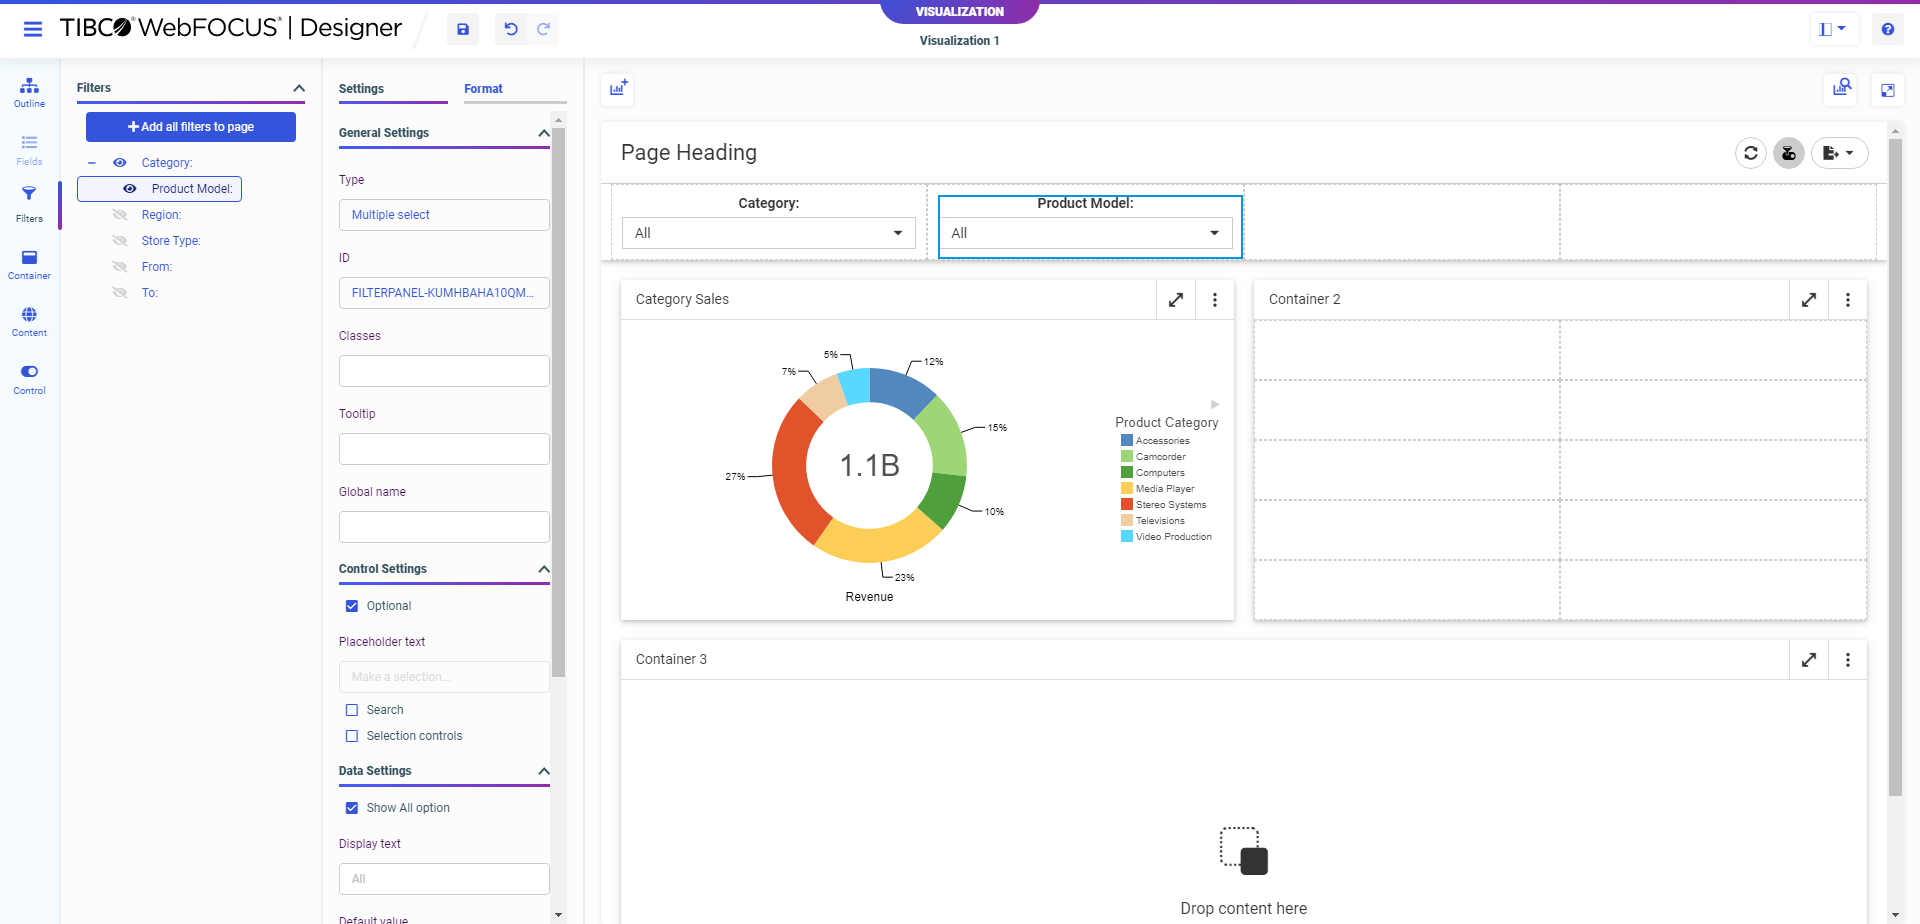 VISUALIZATION
TIBCO® WebFOCUS® | Designer
Visualization 1
Outline
Fields
Filters
Container
Content
Control
Filters
Add all filters to page
Category:
Product Model:
Region:
Store Type:
From:
To:
Settings
Format
General Settings
Type
Multiple select
ID
FILTERPANEL-KUMHBAHA10QM...
Classes
Tooltip
Global name
Control Settings
Optional
Placeholder text
Make a selection...
Search
Selection controls
Data Settings
Show All option
Display text
All
Default value
Page Heading
Category:
All
Product Model:
All
Category Sales
5%
12%
7%
15%
27%
1.1B
10%
23%
Revenue
Product Category
Accessories
Camcorder
Computers
Media Player
Stereo Systems
Televisions
Video Production
Container 2
Container 3
Drop content here